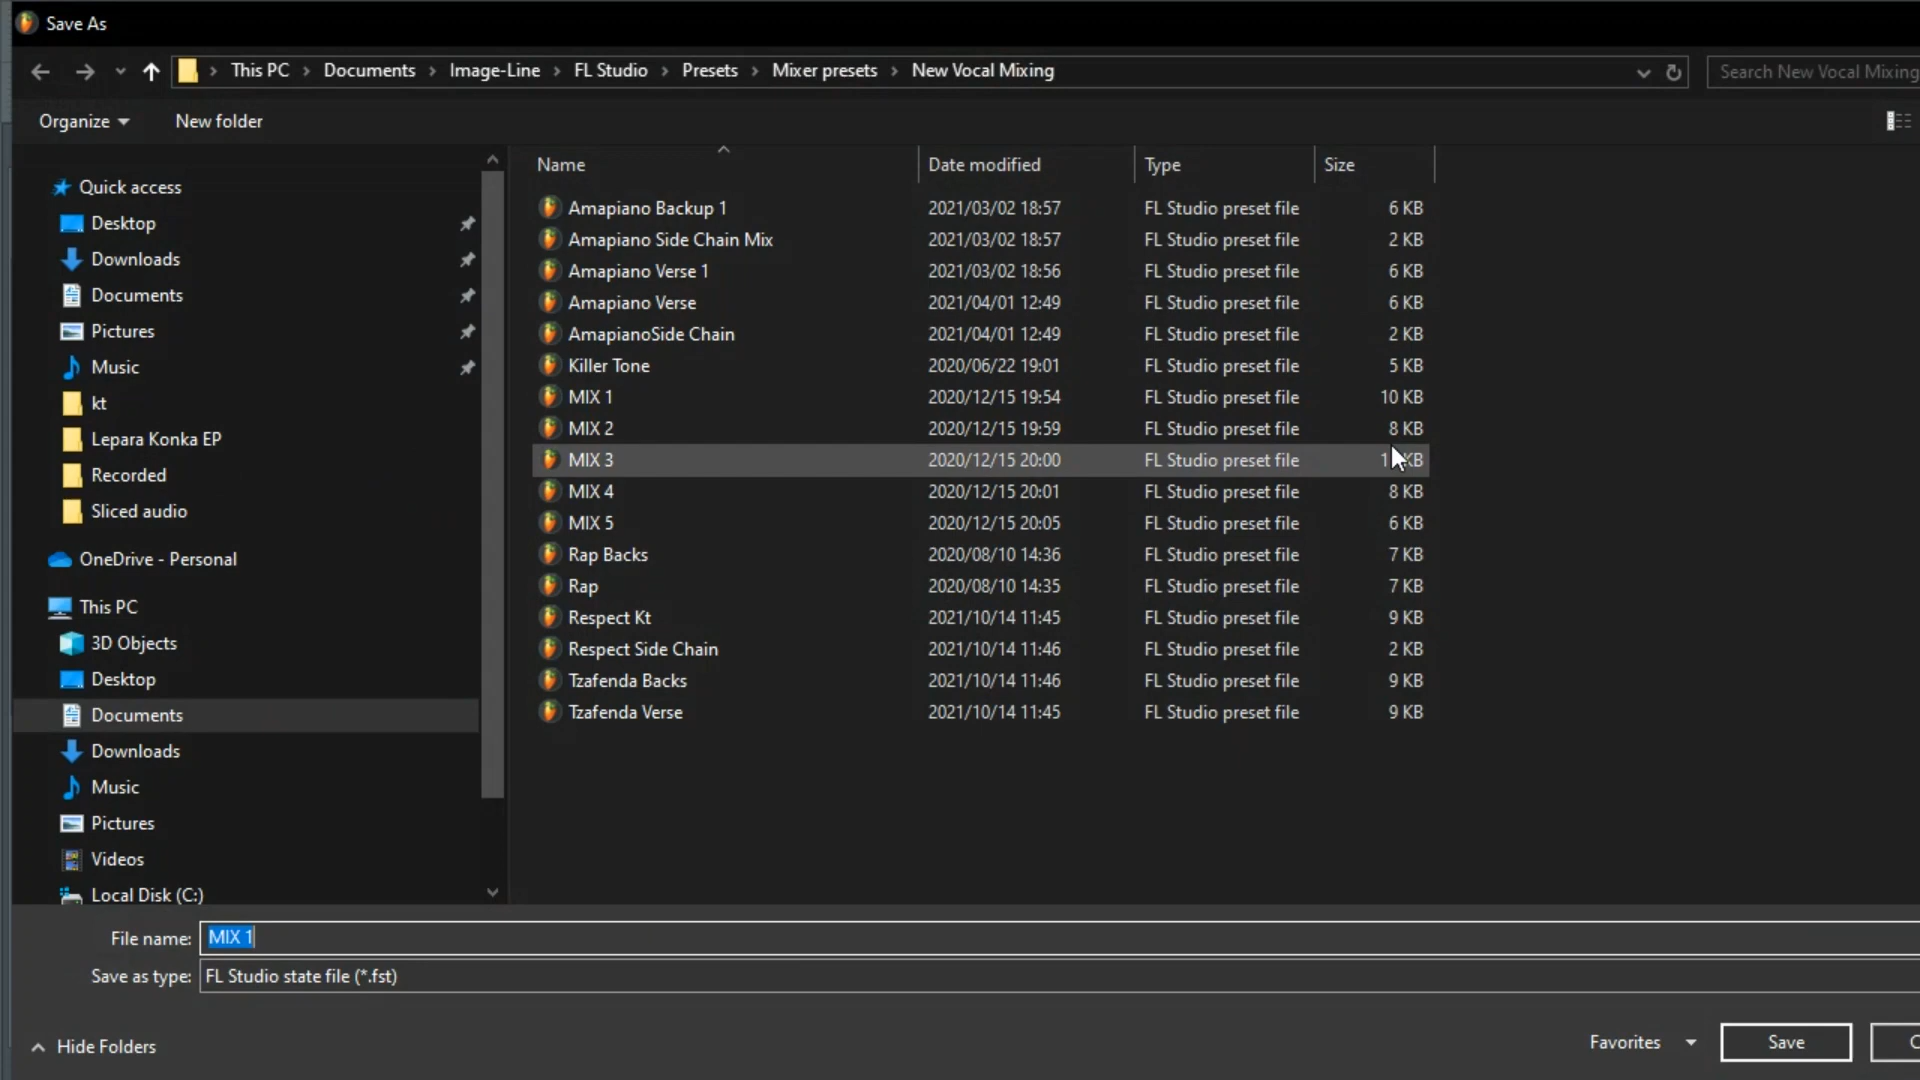 Save As
This PC > Documents > Image-Line > FL Studio > Presets > Mixer presets > New Vocal Mixing
Search New Vocal Mixing
Organize
New folder
Name
Date modified
Type
Size
Quick access
Desktop
Downloads
Documents
Pictures
Music
kt
Lepara Konka EP
Recorded
Sliced audio
OneDrive - Personal
This PC
3D Objects
Desktop
Documents
Downloads
Music
Pictures
Videos
Local Disk (C:)
Amapiano Backup 1 2021/03/02 18:57 FL Studio preset file 6 KB
Amapiano Side Chain Mix 2021/03/02 18:57 FL Studio preset file 2 KB
Amapiano Verse 1 2021/03/02 18:56 FL Studio preset file 6 KB
Amapiano Verse 2021/04/01 12:49 FL Studio preset file 6 KB
AmapianoSide Chain 2021/04/01 12:49 FL Studio preset file 2 KB
Killer Tone 2020/06/22 19:01 FL Studio preset file 5 KB
MIX 1 2020/12/15 19:54 FL Studio preset file 10 KB
MIX 2 2020/12/15 19:59 FL Studio preset file 8 KB
MIX 3 2020/12/15 20:00 FL Studio preset file KB
MIX 4 2020/12/15 20:01 FL Studio preset file 8 KB
MIX 5 2020/12/15 20:05 FL Studio preset file 6 KB
Rap Backs 2020/08/10 14:36 FL Studio preset file 7 KB
Rap 2020/08/10 14:35 FL Studio preset file 7 KB
Respect Kt 2021/10/14 11:45 FL Studio preset file 9 KB
Respect Side Chain 2021/10/14 11:46 FL Studio preset file 2 KB
Tzafenda Backs 2021/10/14 11:46 FL Studio preset file 9 KB
Tzafenda Verse 2021/10/14 11:45 FL Studio preset file 9 KB
File name: MIX 1
Save as type: FL Studio state file (*.fst)
Hide Folders
Favorites
Save